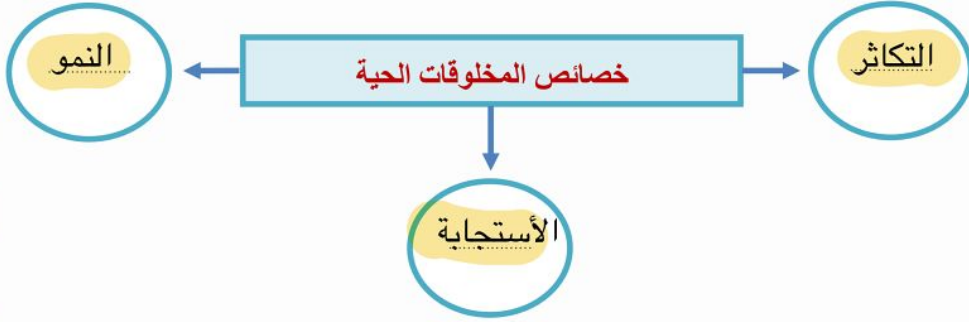 خصائص المخلوقات الحية
التكاثر
النمو
الأستجابة